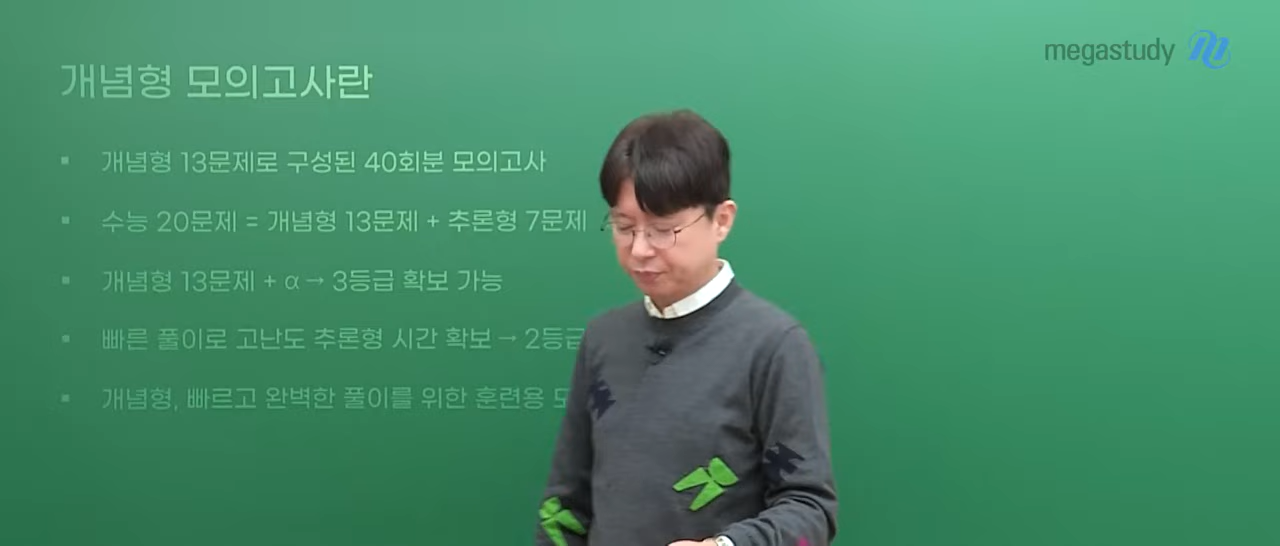 megastudy
개념형 모의고사란
▪ 개념형 13문제로 구성된 40회분 모의고사
▪ 수능 20문제 = 개념형 13문제 + 추론형 7문제
▪ 개념형 13문제 + α → 3등급 확보 가능
▪ 빠른 풀이로 고난도 추론형 시간 확보 → 2등급
▪ 개념형, 빠르고 완벽한 풀이를 위한 훈련용